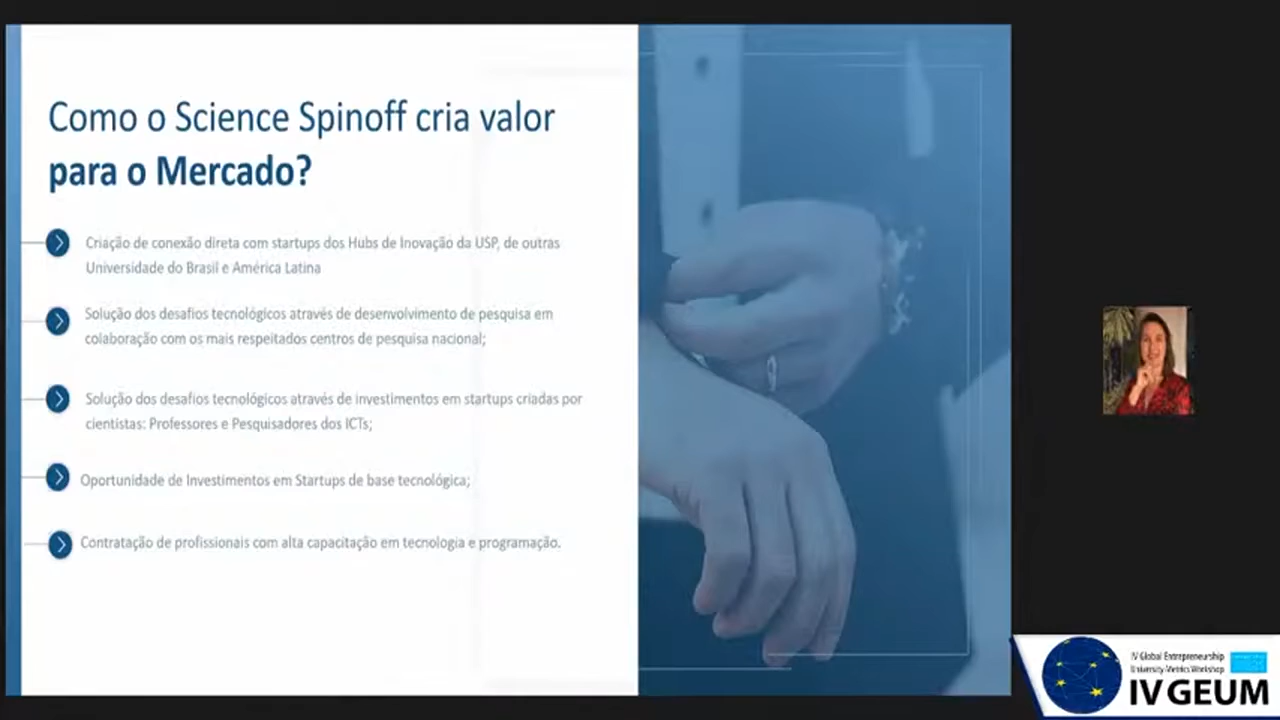 Como o Science Spinoff cria valor
para o Mercado?
Criação de conexão direta com startups dos Hubs de Inovação da USP, de outras
Universidade do Brasil e América Latina
Solução dos desafios tecnológicos através de desenvolvimento de pesquisa em
colaboração com os mais respeitados centros de pesquisa nacional;
Solução dos desafios tecnológicos através de investimentos em startups criadas por
cientistas: Professores e Pesquisadores dos ICTs;
Oportunidade de Investimentos em Startups de base tecnológica;
Contratação de profissionais com alta capacitação em tecnologia e programação.
IV Global Entrepreneurship
University Metrics Workshop
IV GEUM